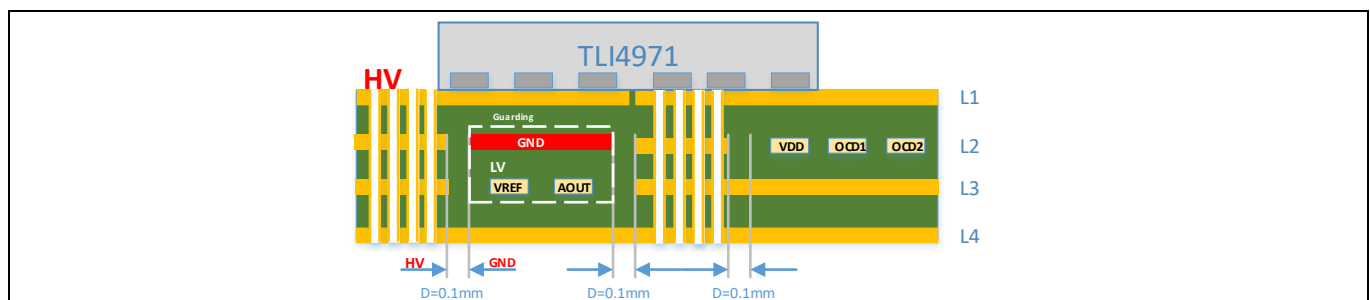 TLI4971
HV
L1
Guarding
GND
VDD
OCD1
OCD2
L2
LV
VREF
AOUT
L3
L4
HV
GND
D=0.1mm
D=0.1mm
D=0.1mm